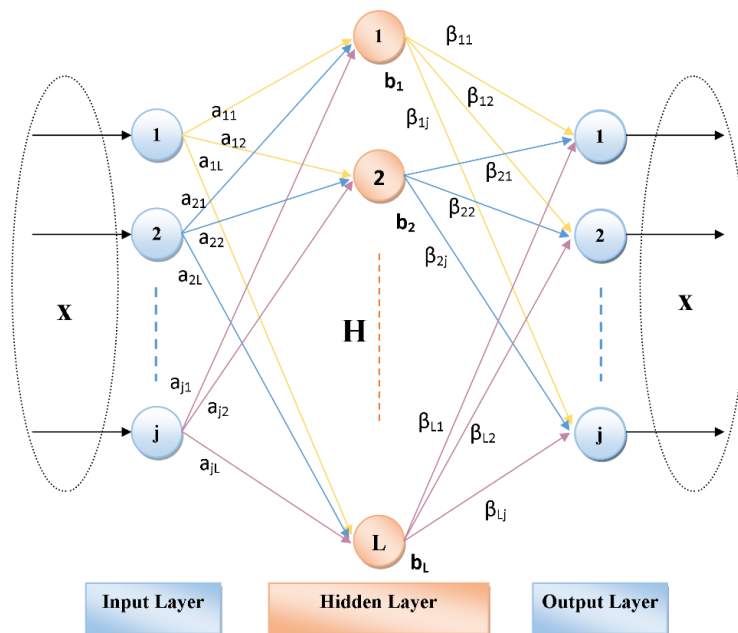 1
β11
b1
β12
a11
1
a12
β1j
1
a1L
2
β21
a21
b2
β22
2
a22
2
β2j
a2L
x
H
x
aj1
aj2
βL1
βL2
j
j
ajL
βLj
L
bL
Input Layer
Hidden Layer
Output Layer